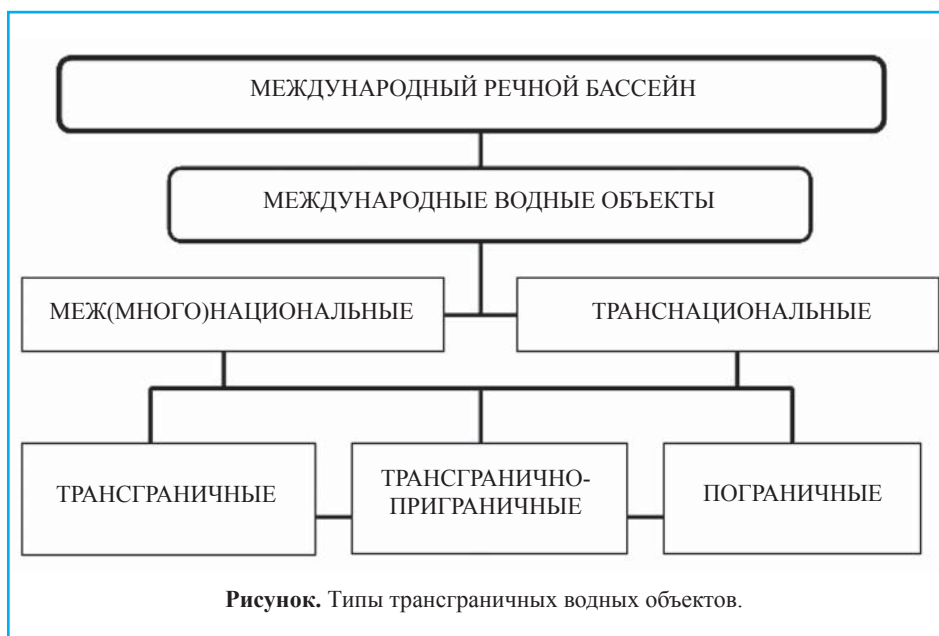 МЕЖДУНАРОДНЫЙ РЕЧНОЙ БАССЕЙН
МЕЖДУНАРОДНЫЕ ВОДНЫЕ ОБЪЕКТЫ
МЕЖ(МНОГО)НАЦИОНАЛЬНЫЕ
ТРАНСНАЦИОНАЛЬНЫЕ
ТРАНСГРАНИЧНЫЕ
ТРАНСГРАНИЧНО-
ПРИГРАНИЧНЫЕ
ПОГРАНИЧНЫЕ
Рисунок. Типы трансграничных водных объектов.